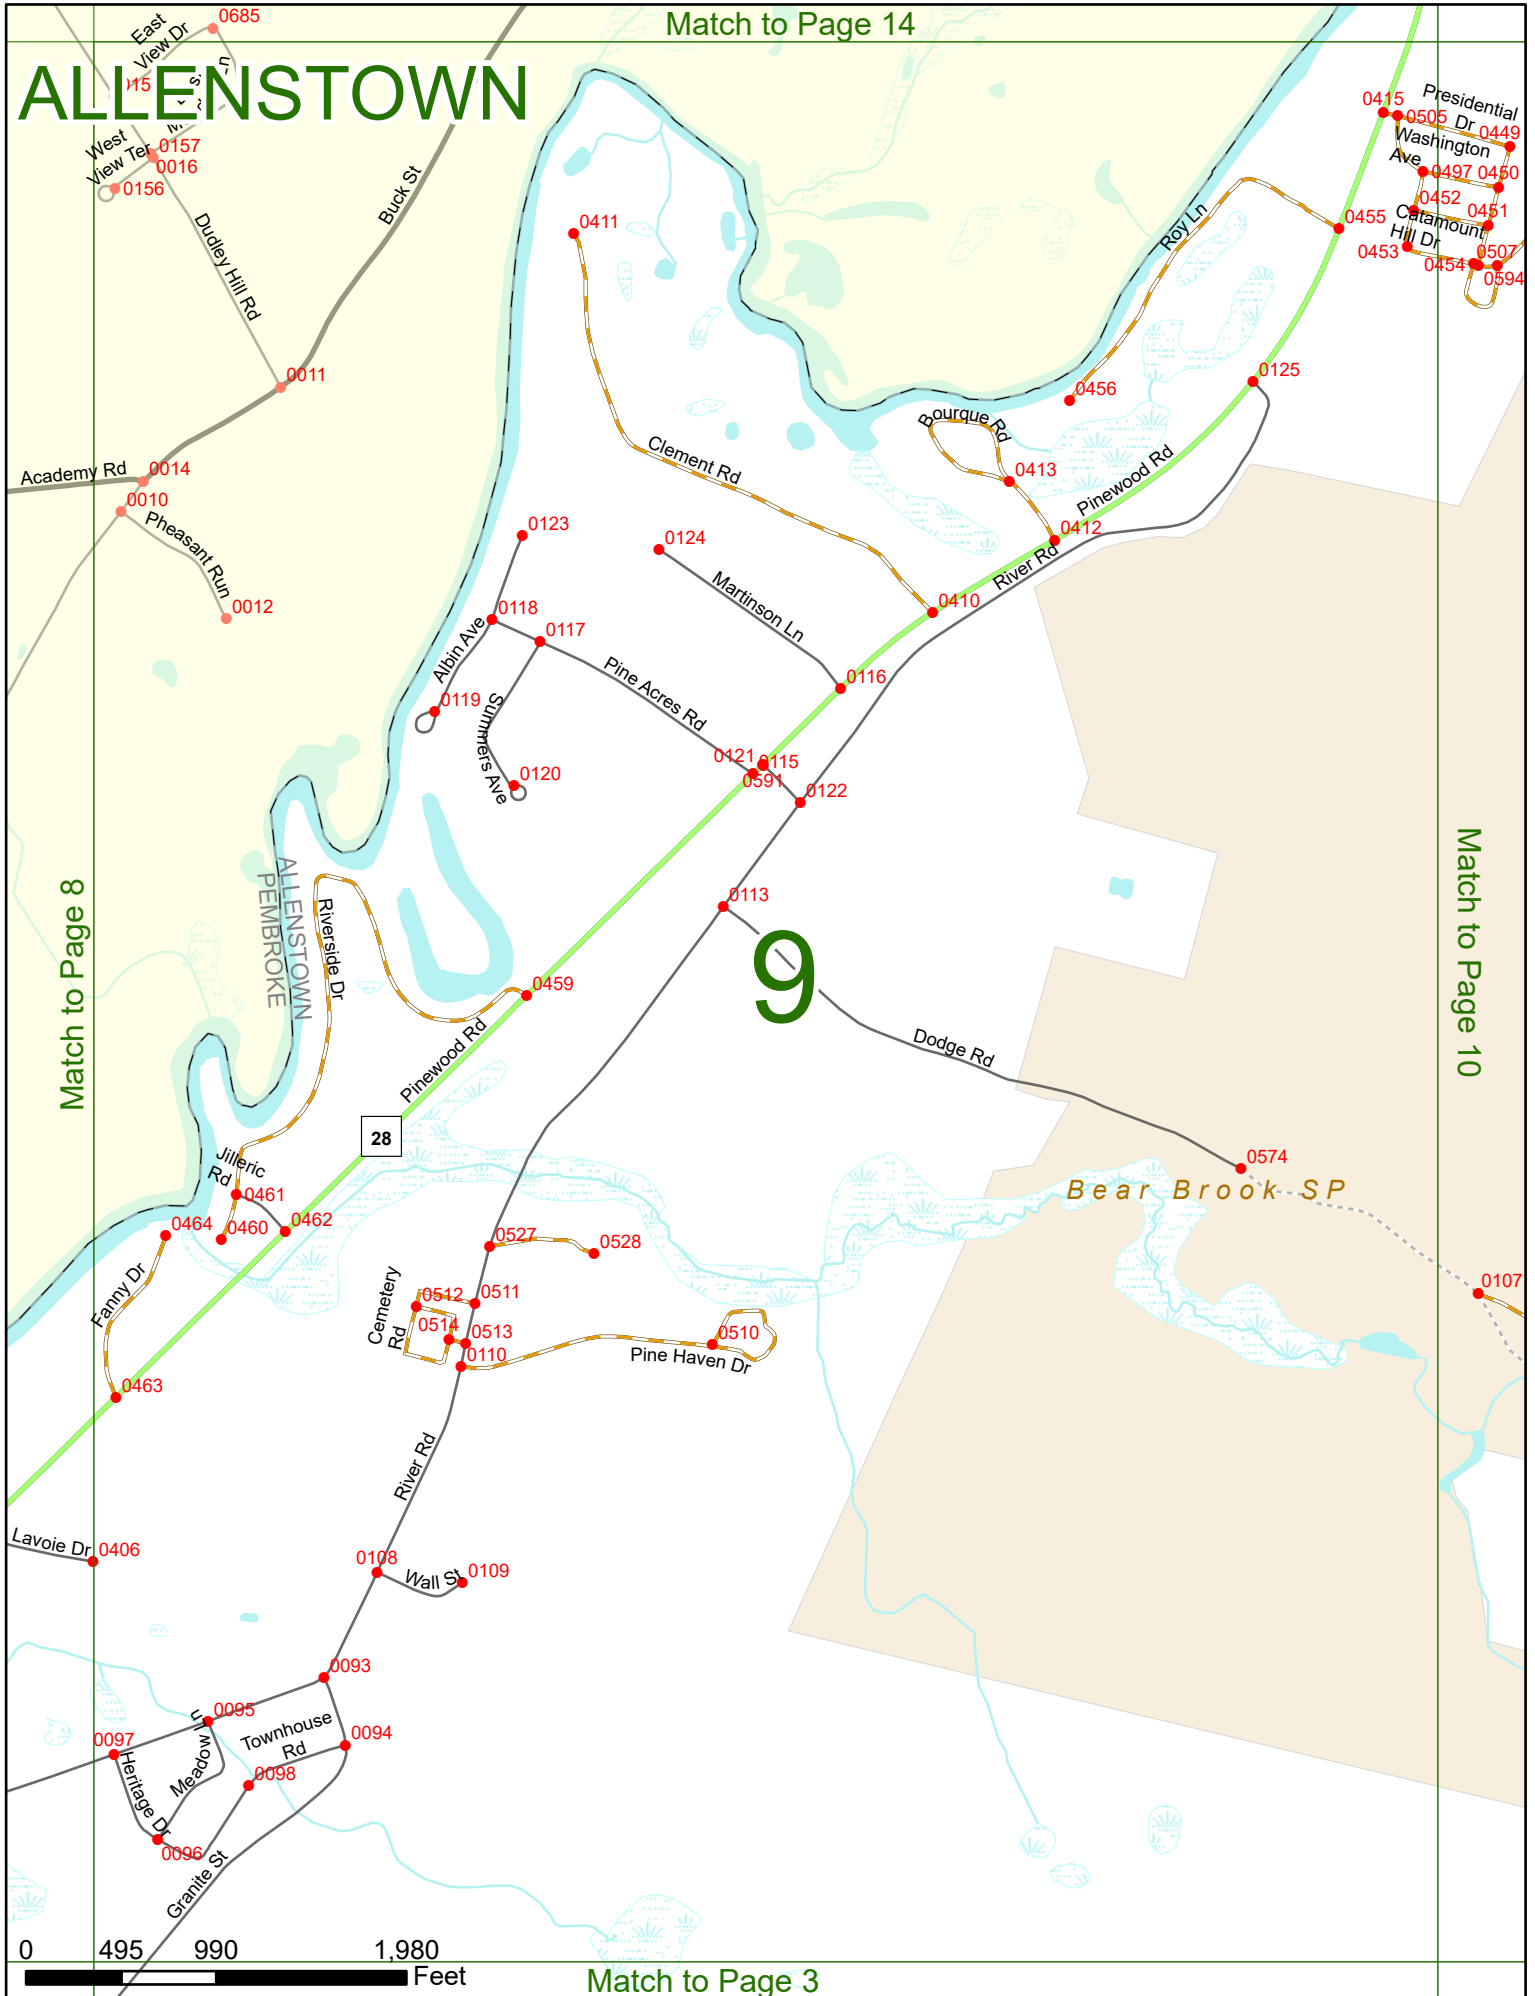 Match to Page 14
ALLENSTOWN
0685
East
View Dr
West
View Ter
0157
0016
0156
Buck St
Dudley Hill Rd
0011
Academy Rd
0014
0010
Pheasant Run
0012
0411
Clement Rd
0415
0505
Presidential
Dr
0449
Washington
Ave
0497
0450
0452
0451
Catamount
Hill Dr
0453
0454
0507
0594
0455
Roy Ln
0456
0125
Bourque Rd
0413
Pinewood Rd
0412
River Rd
0410
0123
0124
Martinson Ln
0118
0117
Albin Ave
Pine Acres Rd
0116
0119
Summers Ave
0120
0121
0115
0591
0122
0113
9
Dodge Rd
Match to Page 8
Match to Page 10
ALLENSTOWN
PEMBROKE
Riverside Dr
0459
Pinewood Rd
28
Jilleric
Rd
0461
0464
0460
0462
Fanny Dr
0463
0574
Bear Brook SP
0107
0527
0528
Cemetery
Rd
0512
0511
0514
0513
0110
0510
Pine Haven Dr
River Rd
Lavoie Dr
0406
0108
Wall St
0109
0093
0095
0097
Townhouse
Rd
0094
Meadow Ln
Heritage Dr
0098
0096
Granite St
0 495 990 1,980
Feet
Match to Page 3